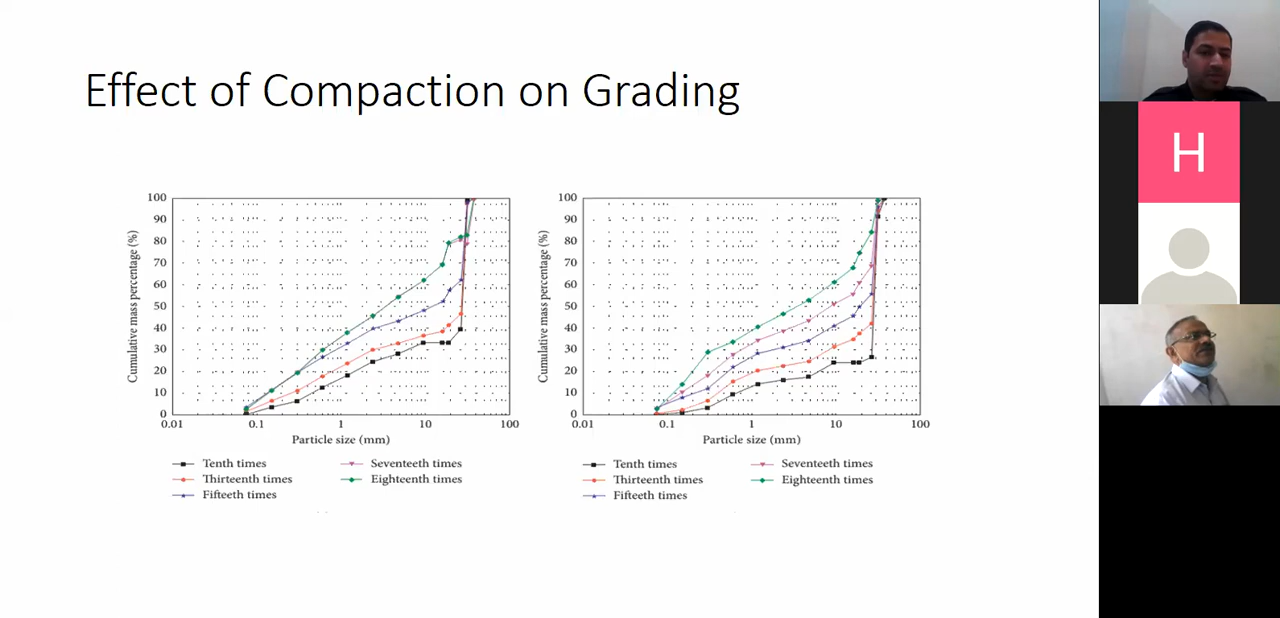 Effect of Compaction on Grading
H
100
90
80
70
60
50
40
30
20
10
0
Cumulative mass percentage (%)
0.01
0.1
1
10
100
Particle size (mm)
Tenth times
Thirteenth times
Fifteeth times
Seventeeth times
Eighteenth times
100
90
80
70
60
50
40
30
20
10
0
Cumulative mass percentage (%)
0.01
0.1
1
10
100
Particle size (mm)
Tenth times
Thirteenth times
Fifteeth times
Seventeeth times
Eighteenth times